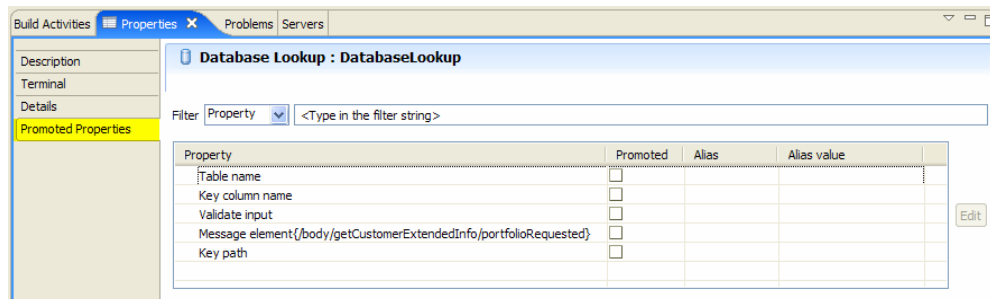 Build Activities Properties Problems Servers
Description
Terminal
Details
Promoted Properties
Database Lookup : DatabaseLookup
Filter Property <Type in the filter string>
Property Promoted Alias Alias value
Table name
Key column name
Validate input
Message element{/body/getCustomerExtendedInfo/portfolioRequested}
Key path
Edit